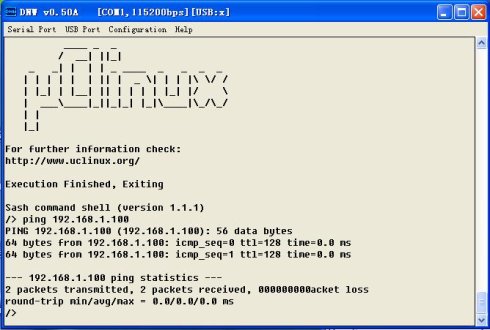 DNW v0.50A [COM1,115200bps][USB:x]
Serial Port USB Port Configuration Help
μClinux
For further information check:
http://www.uclinux.org/
Execution Finished, Exiting
Sash command shell (version 1.1.1)
/> ping 192.168.1.100
PING 192.168.1.100 (192.168.1.100): 56 data bytes
64 bytes from 192.168.1.100: icmp_seq=0 ttl=128 time=0.0 ms
64 bytes from 192.168.1.100: icmp_seq=1 ttl=128 time=0.0 ms
--- 192.168.1.100 ping statistics ---
2 packets transmitted, 2 packets received, 000000000acket loss
round-trip min/avg/max = 0.0/0.0/0.0 ms
/>